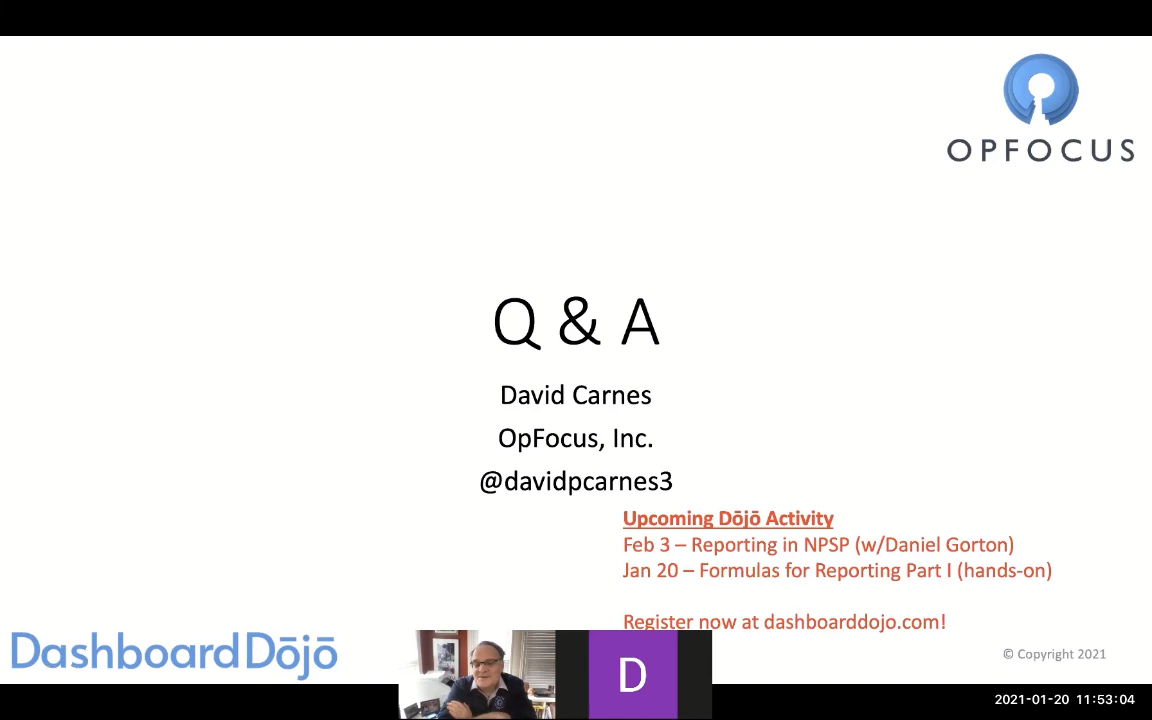 OPFOCUS
Q & A
David Carnes
OpFocus, Inc.
@davidpcarnes3
Upcoming Dōjō Activity
Feb 3 – Reporting in NPSP (w/Daniel Gorton)
Jan 20 – Formulas for Reporting Part I (hands-on)
Register now at dashboarddojo.com!
DashboardDōjō
© Copyright 2021
D
2021-01-20 11:53:04